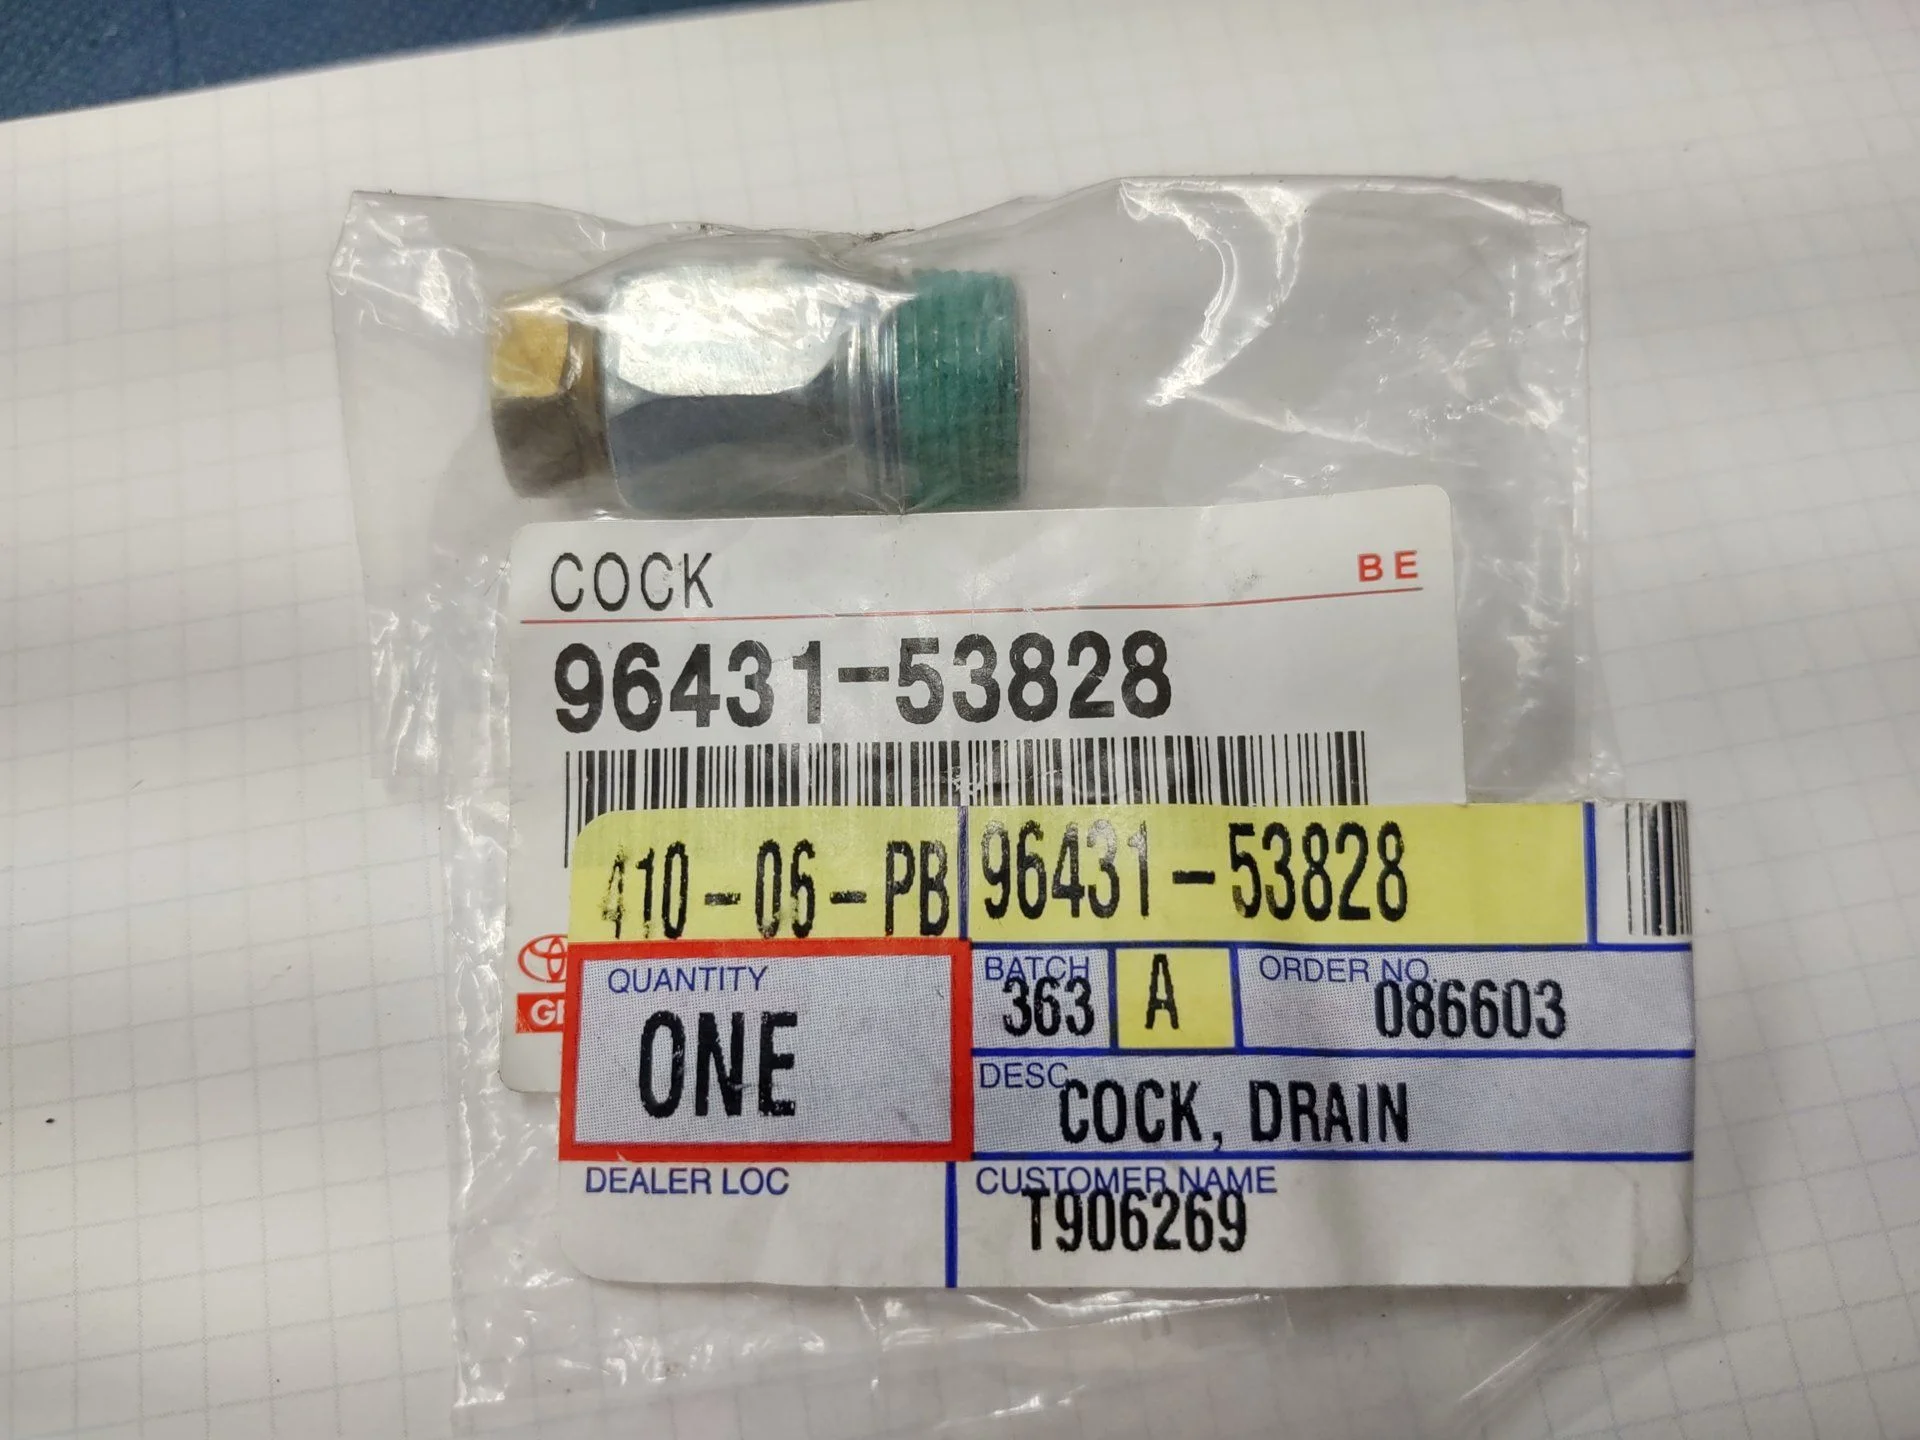 COCK
BE
96431-53828
410-06-PB
96431-53828
QUANTITY
ONE
BATCH
363
A
ORDER NO.
086603
DESC
COCK, DRAIN
DEALER LOC
CUSTOMER NAME
T906269